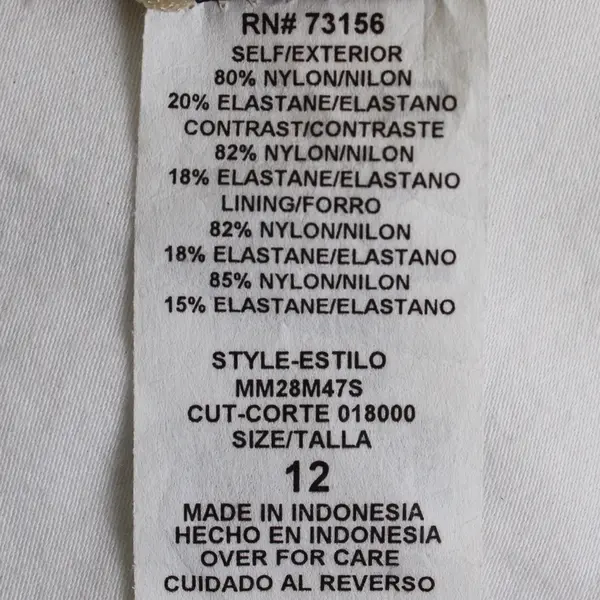 RN# 73156
SELF/EXTERIOR
80% NYLON/NILON
20% ELASTANE/ELASTANO
CONTRAST/CONTRASTE
82% NYLON/NILON
18% ELASTANE/ELASTANO
LINING/FORRO
82% NYLON/NILON
18% ELASTANE/ELASTANO
85% NYLON/NILON
15% ELASTANE/ELASTANO
STYLE-ESTILO
MM28M47S
CUT-CORTE 018000
SIZE/TALLA
12
MADE IN INDONESIA
HECHO EN INDONESIA
OVER FOR CARE
CUIDADO AL REVERSO